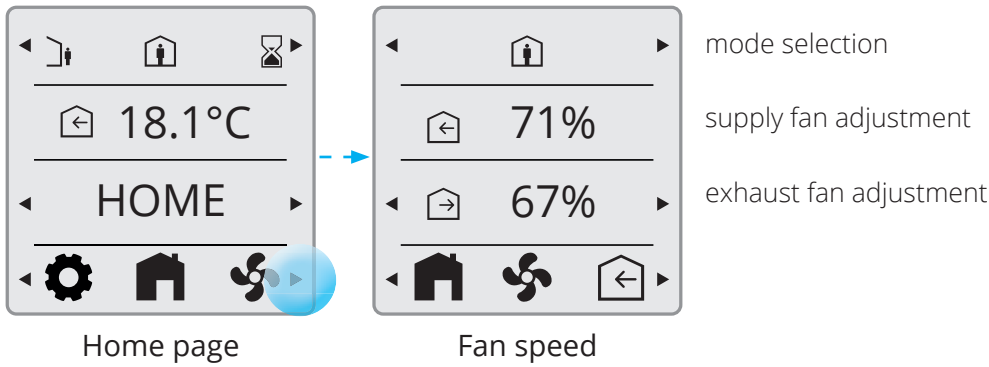 mode selection
18.1°C
71%
supply fan adjustment
HOME
67%
exhaust fan adjustment
Home page
Fan speed